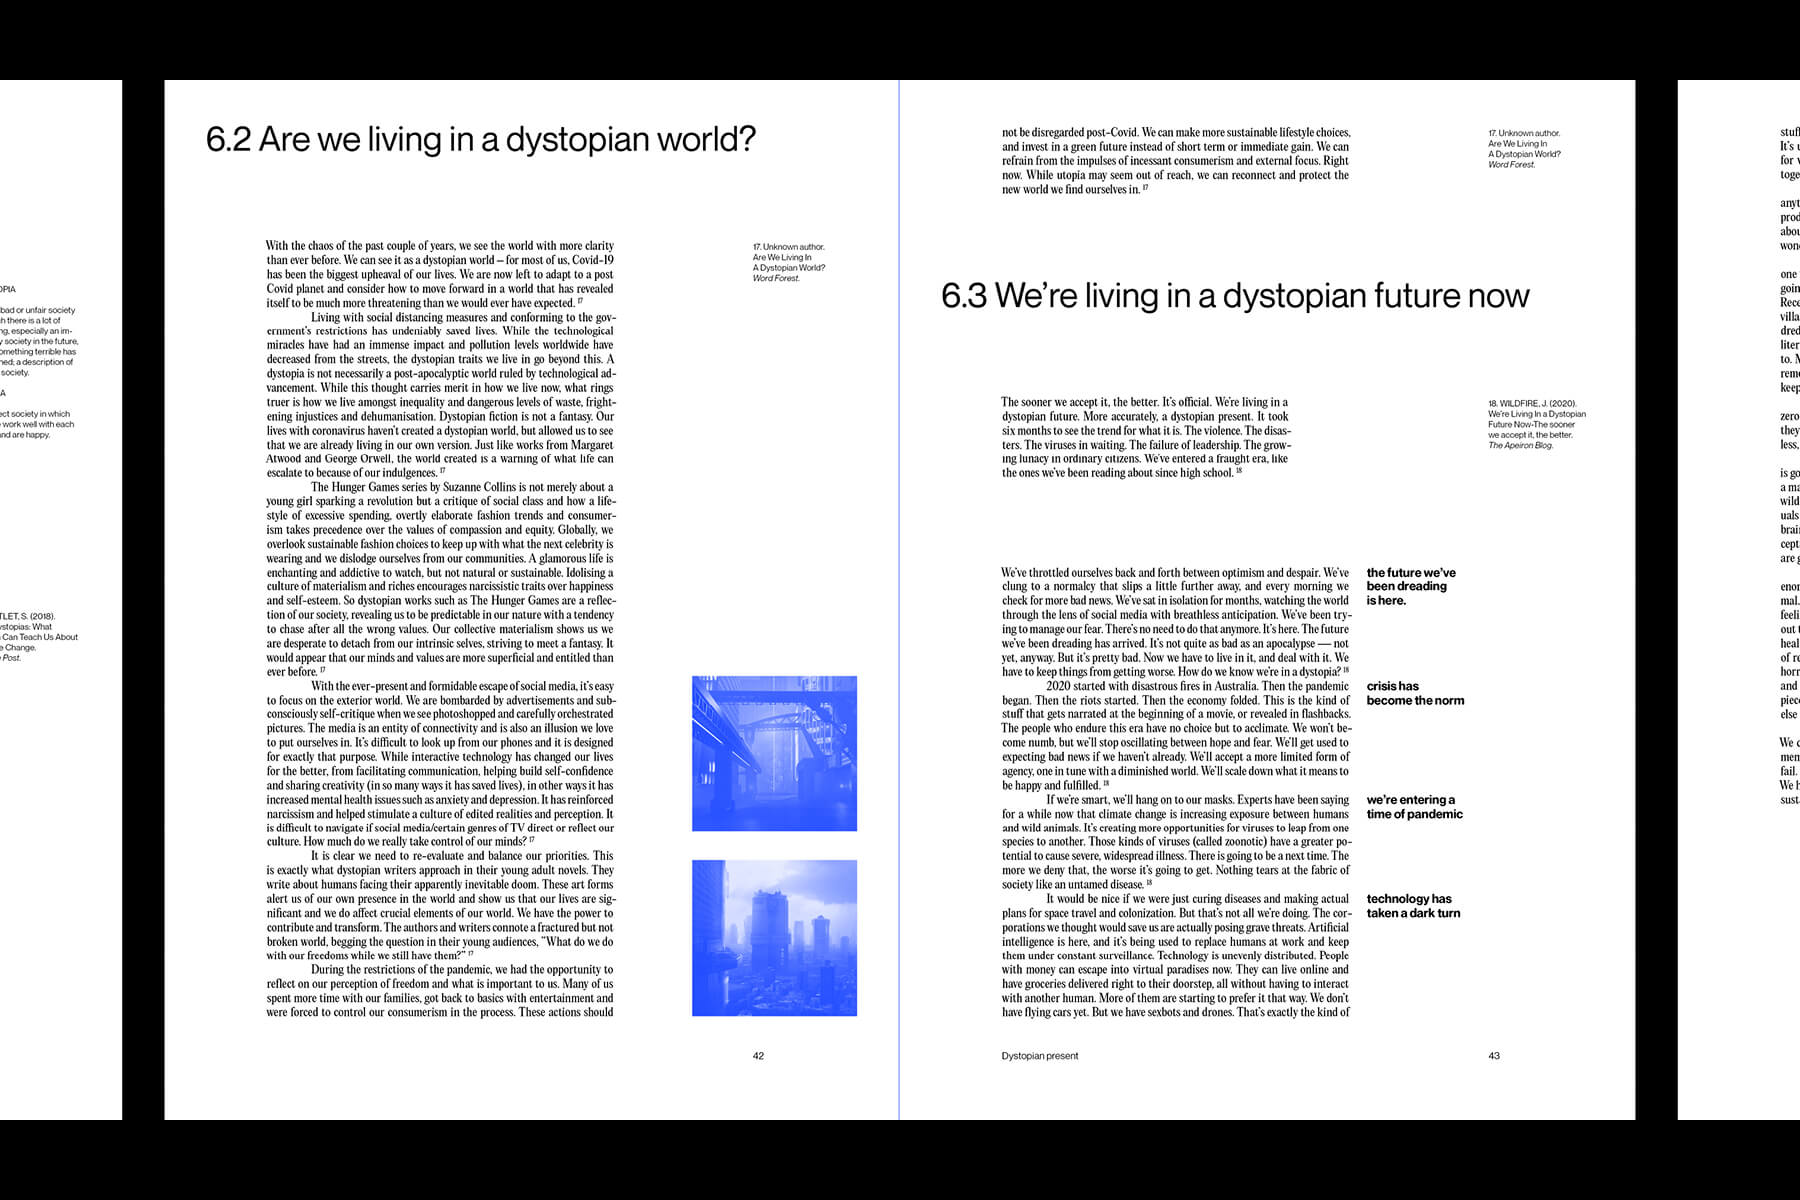 OPIA
bad or unfair society
h there is a lot of
ng, especially an im-
y society in the future,
omething terrible has
ned; a description of
society.
A
ect society in which
work well with each
and are happy.
TLET, S. (2018).
ystopias: What
Can Teach Us About
e Change.
Post.
6.2 Are we living in a dystopian world?
With the chaos of the past couple of years, we see the world with more clarity
than ever before. We can see it as a dystopian world – for most of us, Covid-19
has been the biggest upheaval of our lives. We are now left to adapt to a post
Covid planet and consider how to move forward in a world that has revealed
itself to be much more threatening than we would ever have expected. 17
Living with social distancing measures and conforming to the gov-
ernment's restrictions has undeniably saved lives. While the technological
miracles have had an immense impact and pollution levels worldwide have
decreased from the streets, the dystopian traits we live in go beyond this. A
dystopia is not necessarily a post-apocalyptic world ruled by technological ad-
vancement. While this thought carries merit in how we live now, what rings
truer is how we live amongst inequality and dangerous levels of waste, fright-
ening injustices and dehumanisation. Dystopian fiction is not a fantasy. Our
lives with coronavirus haven't created a dystopian world, but allowed us to see
that we are already living in our own version. Just like works from Margaret
Atwood and George Orwell, the world created is a warning of what life can
escalate to because of our indulgences. 17
The Hunger Games series by Suzanne Collins is not merely about a
young girl sparking a revolution but a critique of social class and how a life-
style of excessive spending, overtly elaborate fashion trends and consumer-
ism takes precedence over the values of compassion and equity. Globally, we
overlook sustainable fashion choices to keep up with what the next celebrity is
wearing and we dislodge ourselves from our communities. A glamorous life is
enchanting and addictive to watch, but not natural or sustainable. Idolising a
culture of materialism and riches encourages narcissistic traits over happiness
and self-esteem. So dystopian works such as The Hunger Games are a reflec-
tion of our society, revealing us to be predictable in our nature with a tendency
to chase after all the wrong values. Our collective materialism shows us we
are desperate to detach from our intrinsic selves, striving to meet a fantasy. It
would appear that our minds and values are more superficial and entitled than
ever before. 17
With the ever-present and formidable escape of social media, it's easy
to focus on the exterior world. We are bombarded by advertisements and sub-
consciously self-critique when we see photoshopped and carefully orchestrated
pictures. The media is an entity of connectivity and is also an illusion we love
to put ourselves in. It's difficult to look up from our phones and it is designed
for exactly that purpose. While interactive technology has changed our lives
for the better, from facilitating communication, helping build self-confidence
and sharing creativity (in so many ways it has saved lives), in other ways it has
increased mental health issues such as anxiety and depression. It has reinforced
narcissism and helped stimulate a culture of edited realities and perception. It
is difficult to navigate if social media/certain genres of TV direct or reflect our
culture. How much do we really take control of our minds? 17
It is clear we need to re-evaluate and balance our priorities. This
is exactly what dystopian writers approach in their young adult novels. They
write about humans facing their apparently inevitable doom. These art forms
alert us of our own presence in the world and show us that our lives are sig-
nificant and we do affect crucial elements of our world. We have the power to
contribute and transform. The authors and writers connote a fractured but not
broken world, begging the question in their young audiences, "What do we do
with our freedoms while we still have them?" 17
During the restrictions of the pandemic, we had the opportunity to
reflect on our perception of freedom and what is important to us. Many of us
spent more time with our families, got back to basics with entertainment and
were forced to control our consumerism in the process. These actions should
17. Unknown author.
Are We Living In
A Dystopian World?
Word Forest.
42
not be disregarded post-Covid. We can make more sustainable lifestyle choices,
and invest in a green future instead of short term or immediate gain. We can
refrain from the impulses of incessant consumerism and external focus. Right
now. While utopia may seem out of reach, we can reconnect and protect the
new world we find ourselves in. 17
17. Unknown author.
Are We Living In
A Dystopian World?
Word Forest.
6.3 We're living in a dystopian future now
The sooner we accept it, the better. It's official. We're living in a
dystopian future. More accurately, a dystopian present. It took
six months to see the trend for what it is. The violence. The disas-
ters. The viruses in waiting. The failure of leadership. The grow-
ing lunacy in ordinary citizens. We've entered a fraught era, like
the ones we've been reading about since high school. 18
18. WILDFIRE, J. (2020).
We're Living In a Dystopian
Future Now-The sooner
we accept it, the better.
The Apeiron Blog.
We've throttled ourselves back and forth between optimism and despair. We've
clung to a normalcy that slips a little further away, and every morning we
check for more bad news. We've sat in isolation for months, watching the world
through the lens of social media with breathless anticipation. We've been try-
ing to manage our fear. There's no need to do that anymore. It's here. The future
we've been dreading has arrived. It's not quite as bad as an apocalypse — not
yet, anyway. But it's pretty bad. Now we have to live in it, and deal with it. We
have to keep things from getting worse. How do we know we're in a dystopia? 18
the future we've
been dreading
is here.
2020 started with disastrous fires in Australia. Then the pandemic
began. Then the riots started. Then the economy folded. This is the kind of
stuff that gets narrated at the beginning of a movie, or revealed in flashbacks.
The people who endure this era have no choice but to acclimate. We won't be-
come numb, but we'll stop oscillating between hope and fear. We'll get used to
expecting bad news if we haven't already. We'll accept a more limited form of
agency, one in tune with a diminished world. We'll scale down what it means to
be happy and fulfilled. 18
crisis has
become the norm
If we're smart, we'll hang on to our masks. Experts have been saying
for a while now that climate change is increasing exposure between humans
and wild animals. It's creating more opportunities for viruses to leap from one
species to another. Those kinds of viruses (called zoonotic) have a greater po-
tential to cause severe, widespread illness. There is going to be a next time. The
more we deny that, the worse it's going to get. Nothing tears at the fabric of
society like an untamed disease. 18
we're entering a
time of pandemic
It would be nice if we were just curing diseases and making actual
plans for space travel and colonization. But that's not all we're doing. The cor-
porations we thought would save us are actually posing grave threats. Artificial
intelligence is here, and it's being used to replace humans at work and keep
them under constant surveillance. Technology is unevenly distributed. People
with money can escape into virtual paradises now. They can live online and
have groceries delivered right to their doorstep, all without having to interact
with another human. More of them are starting to prefer it that way. We don't
have flying cars yet. But we have sexbots and drones. That's exactly the kind of
technology has
taken a dark turn
Dystopian present
43
stuff
It's u
for v
toge
anyt
prod
abou
wond
one
goin
Rece
villa
dred
liter
to. M
reme
keep
zero
they
less,
is go
a ma
wild
uals
brai
cept
are g
enor
mal.
feeli
out t
heal
of re
horr
and
piec
else
We c
mem
fail.
We h
susta